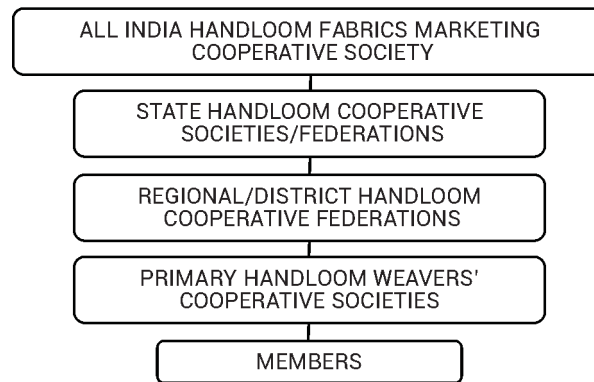 ALL INDIA HANDLOOM FABRICS MARKETING
COOPERATIVE SOCIETY
STATE HANDLOOM COOPERATIVE
SOCIETIES/FEDERATIONS
REGIONAL/DISTRICT HANDLOOM
COOPERATIVE FEDERATIONS
PRIMARY HANDLOOM WEAVERS'
COOPERATIVE SOCIETIES
MEMBERS